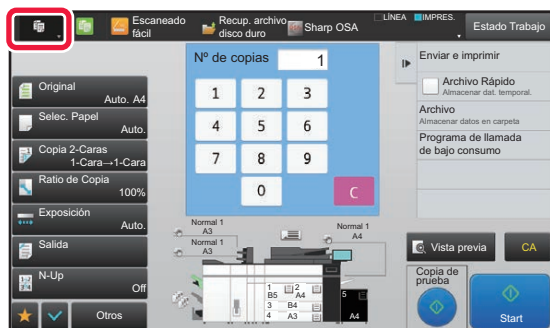 Escaneado
fácil
Recup. archivo
disco duro
Sharp OSA
LÍNEA
IMPRES.
Estado Trabajo
Nº de copias
1
1 2 3
4 5 6
7 8 9
0 C
Original
Auto. A4
Selec. Papel
Auto.
Copia 2-Caras
1-Cara→1-Cara
Ratio de Copia
100%
Exposición
Auto.
Salida
N-Up
Off
Otros
Normal 1
A3
Normal 1
A3
Normal 1
A4
1 2
B5 A4
3 B4
4 A3
5
A4
Enviar e imprimir
Archivo Rápido
Almacenar dat. temporal.
Archivo
Almacenar datos en carpeta
Programa de llamada
de bajo consumo
Vista previa
CA
Copia de
prueba
Start